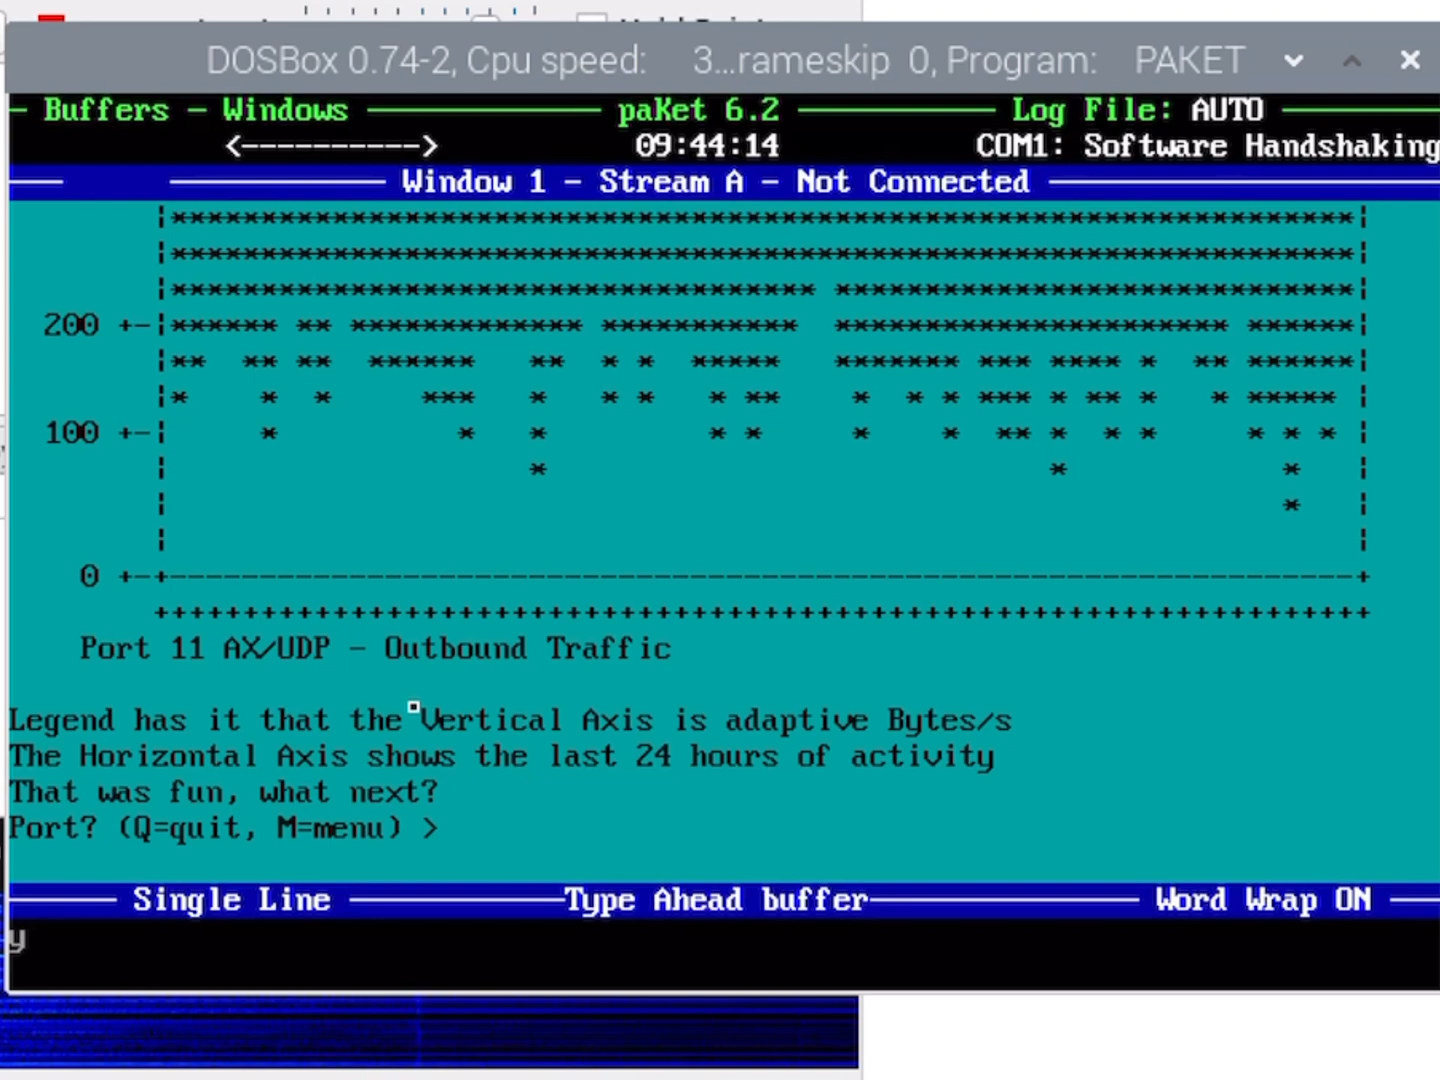 DOSBox 0.74-2, Cpu speed: 3...rameskip 0, Program: PAKET
Buffers - Windows paKet 6.2 Log File: AUTO
<----------> 09:44:14 COM1: Software Handshaking
Window 1 - Stream A - Not Connected
200
100
0
Port 11 AX/UDP - Outbound Traffic
Legend has it that the Vertical Axis is adaptive Bytes/s
The Horizontal Axis shows the last 24 hours of activity
That was fun, what next?
Port? (Q=quit, M=menu) >
Single Line Type Ahead buffer Word Wrap ON
y